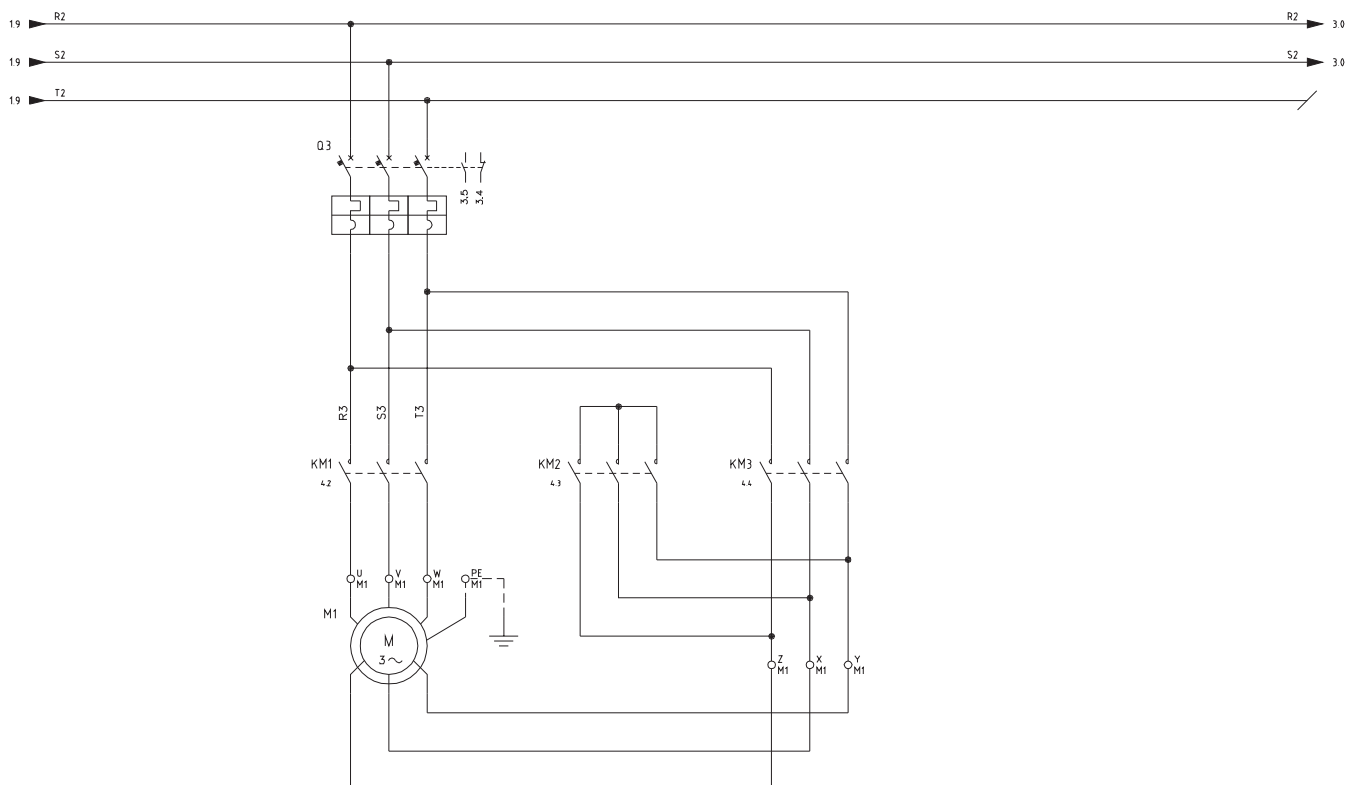 1.9 R2 R2 3.0
1.9 S2 S2 3.0
1.9 T2
Q3
3.5 3.4
R3 S3 T3
KM1 KM2 KM3
4.2 4.3 4.4
U V W PE
M1 M1 M1 M1
M1
M
3~
Z X Y
M1 M1 M1